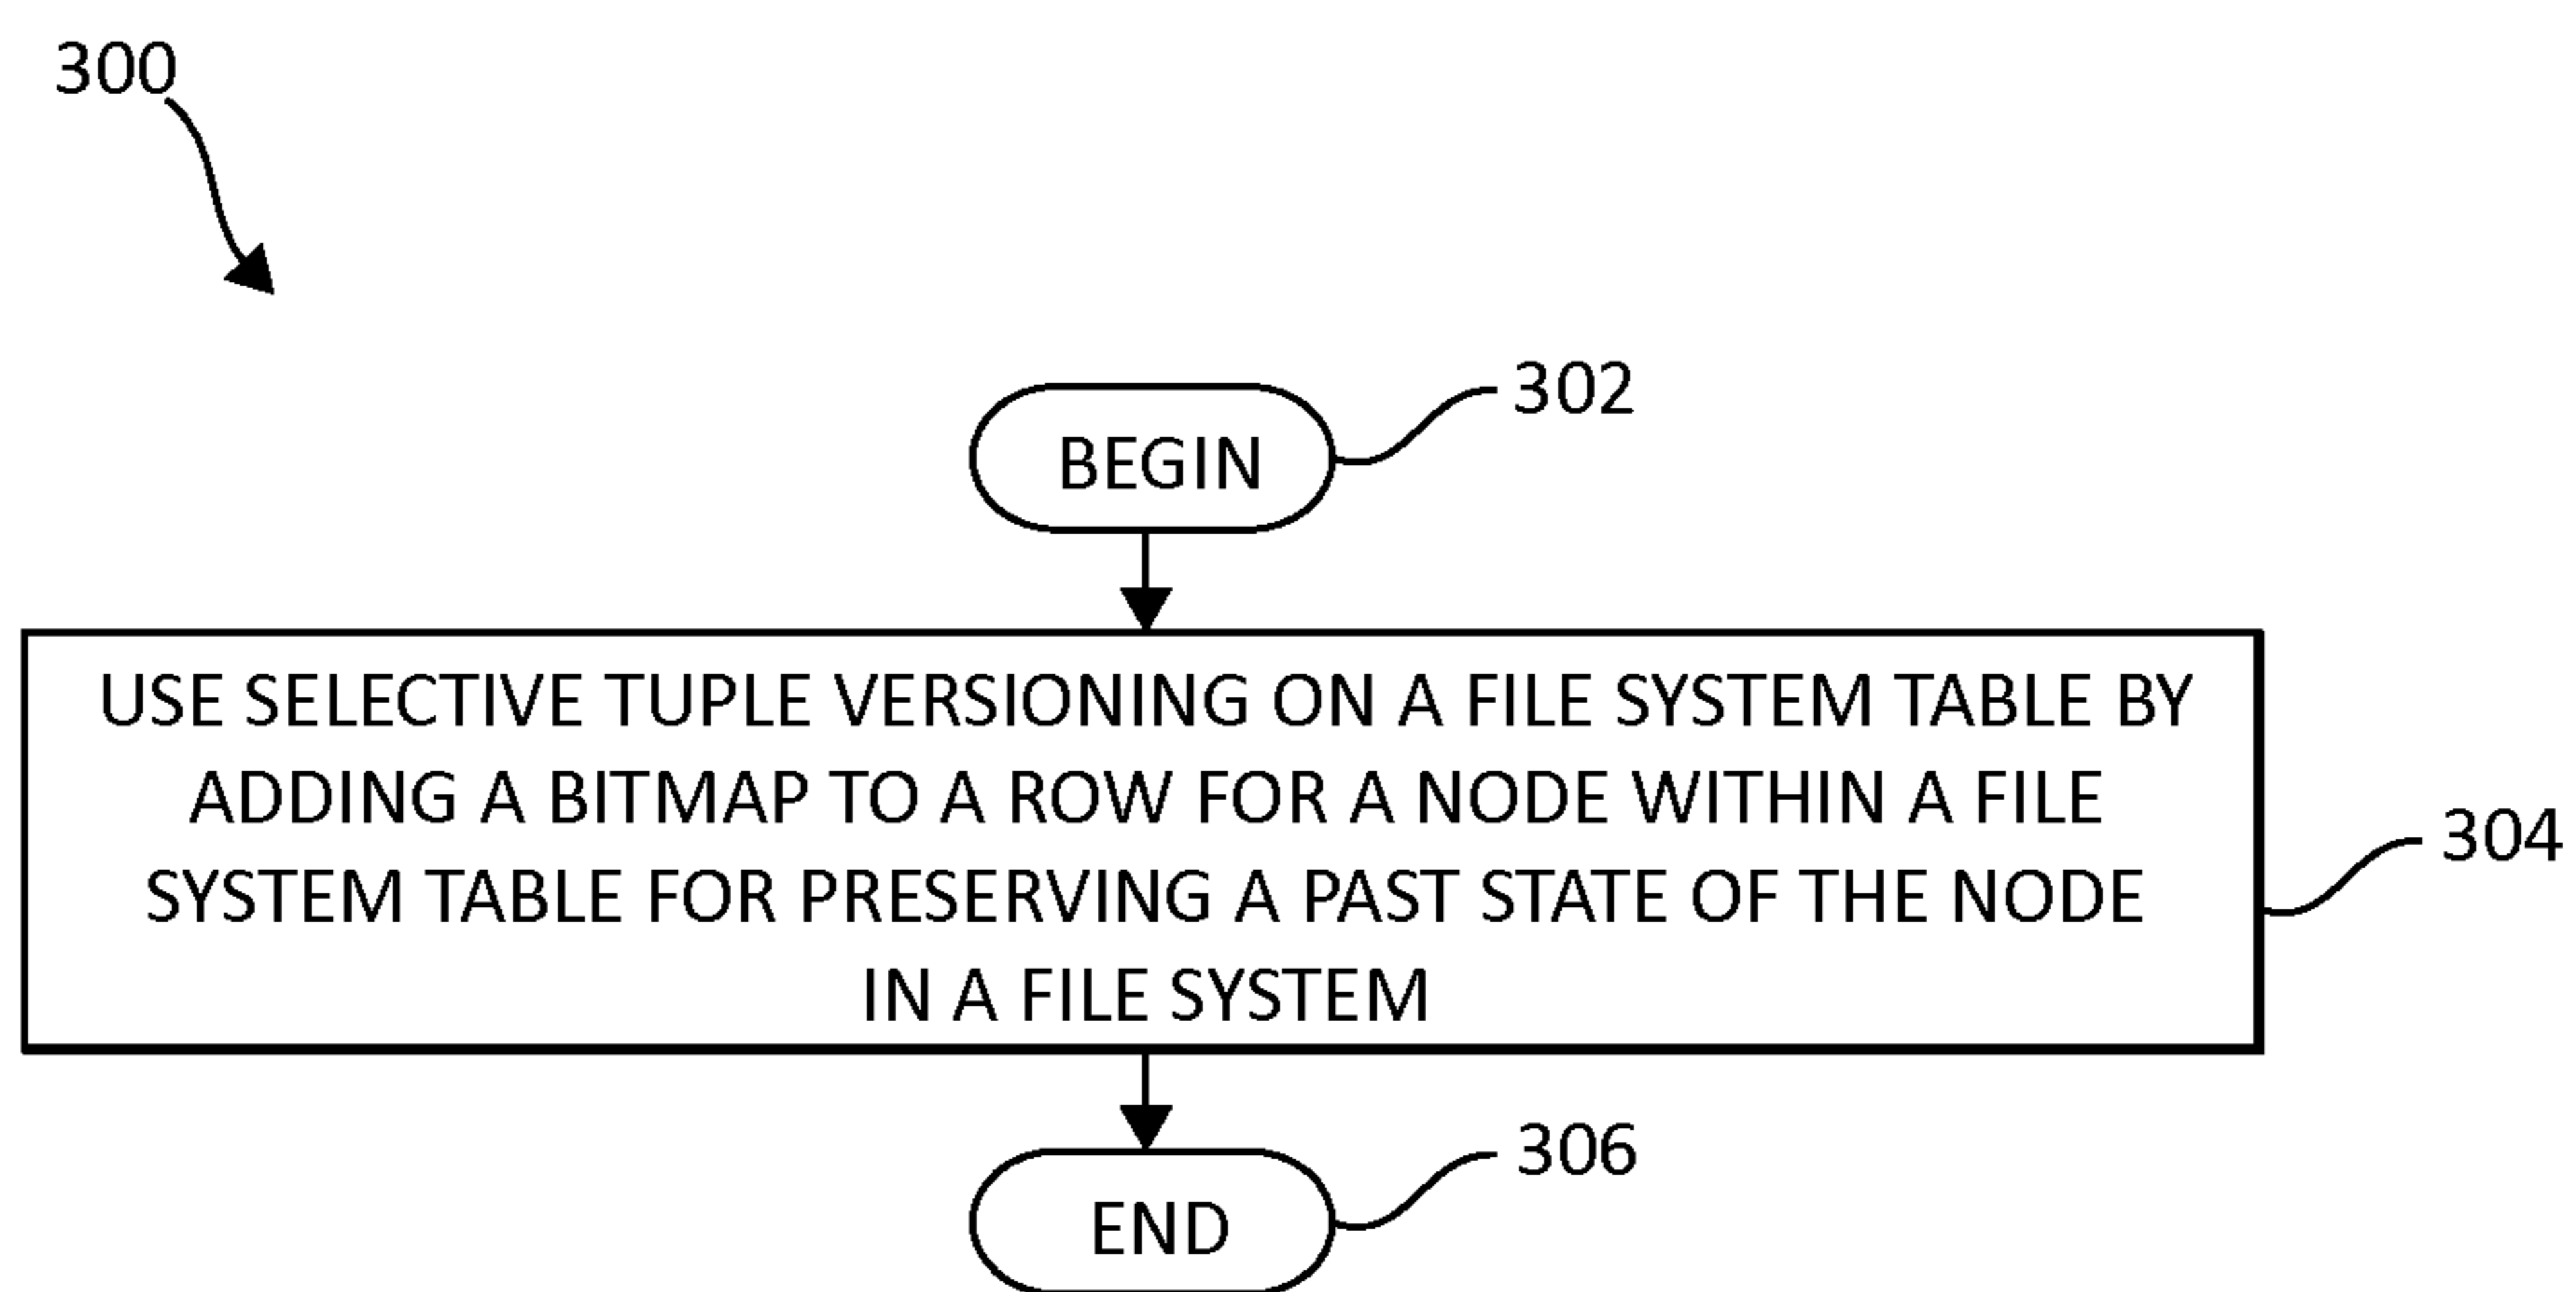 300
302
BEGIN
USE SELECTIVE TUPLE VERSIONING ON A FILE SYSTEM TABLE BY
ADDING A BITMAP TO A ROW FOR A NODE WITHIN A FILE
SYSTEM TABLE FOR PRESERVING A PAST STATE OF THE NODE
IN A FILE SYSTEM
304
306
END